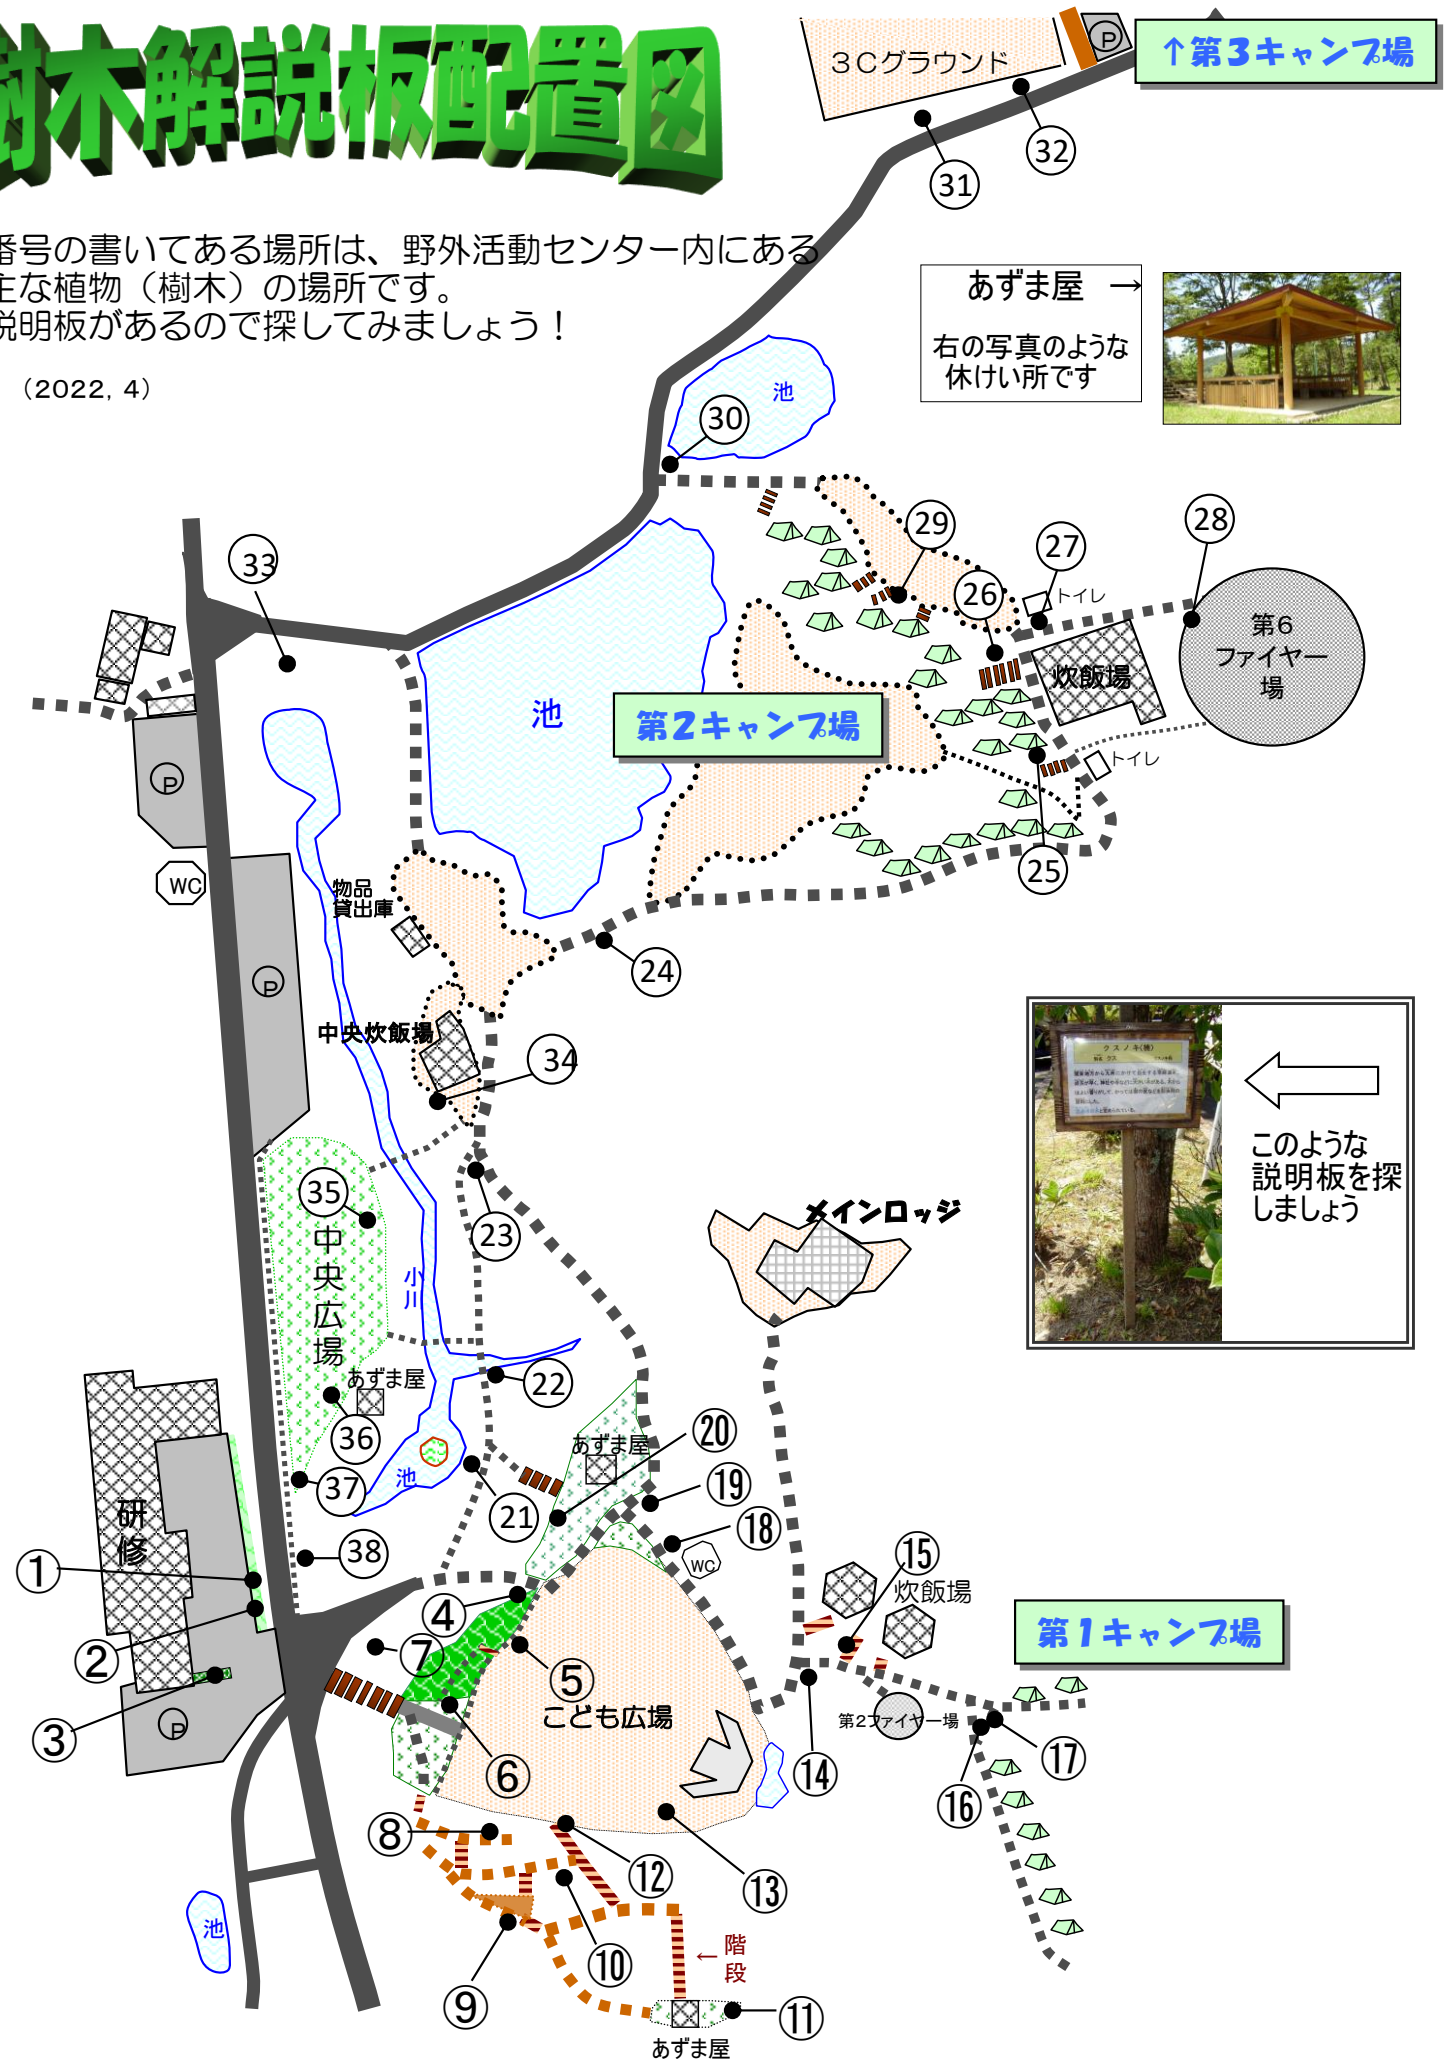 樹木解説板配置図
番号の書いてある場所は、野外活動センター内にある
主な植物（樹木）の場所です。
説明板があるので探してみましょう！
（2022, 4）
3Cグラウンド
P
↑第3キャンプ場
32
31
あずま屋 →
右の写真のような
休けい所です
池
30
29
28
27
26
トイレ
第6
ファイヤー
場
炊飯場
33
池
第2キャンプ場
トイレ
P
WC
25
物品
貸出庫
24
P
中央炊飯場
34
クスノキ(樟)
このような
説明板を探
しましょう
35
中
央
広
場
23
メインロッジ
小
川
22
あずま屋
36
20
あずま屋
池
37
19
21
18
研
修
38
WC
①
15
炊飯場
②
④
第1キャンプ場
⑦
⑤
③
P
こども広場
第2ファイヤー場
⑥
14
17
16
⑧
12
13
池
10
← 階
段
⑨
11
あずま屋